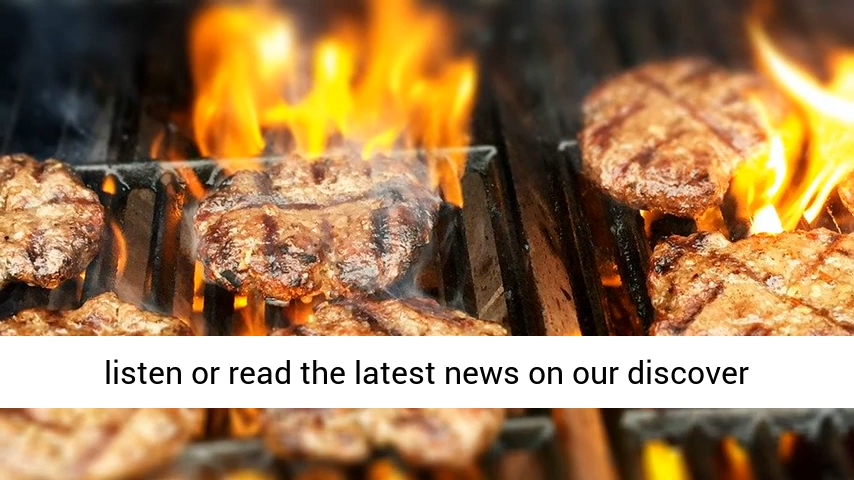 listen or read the latest news on our discover